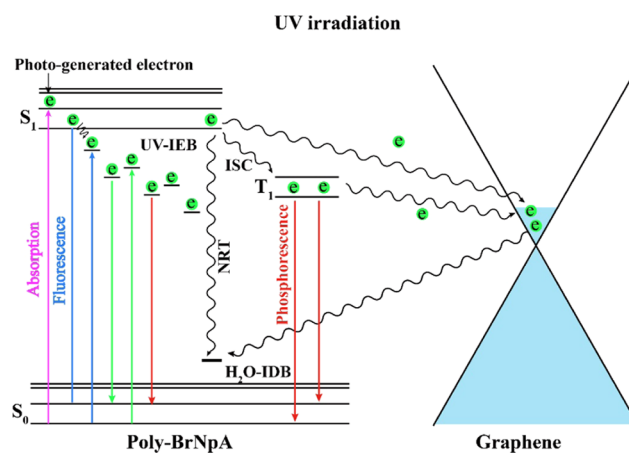 UV irradiation
Photo-generated electron
e
S1
e
e
e
e
e
e
e
e
UV-IEB
ISC
T1
e
e
e
e
e
e
Absorption
Fluorescence
NRT
Phosphorescence
H2O-IDB
S0
Poly-BrNpA
Graphene